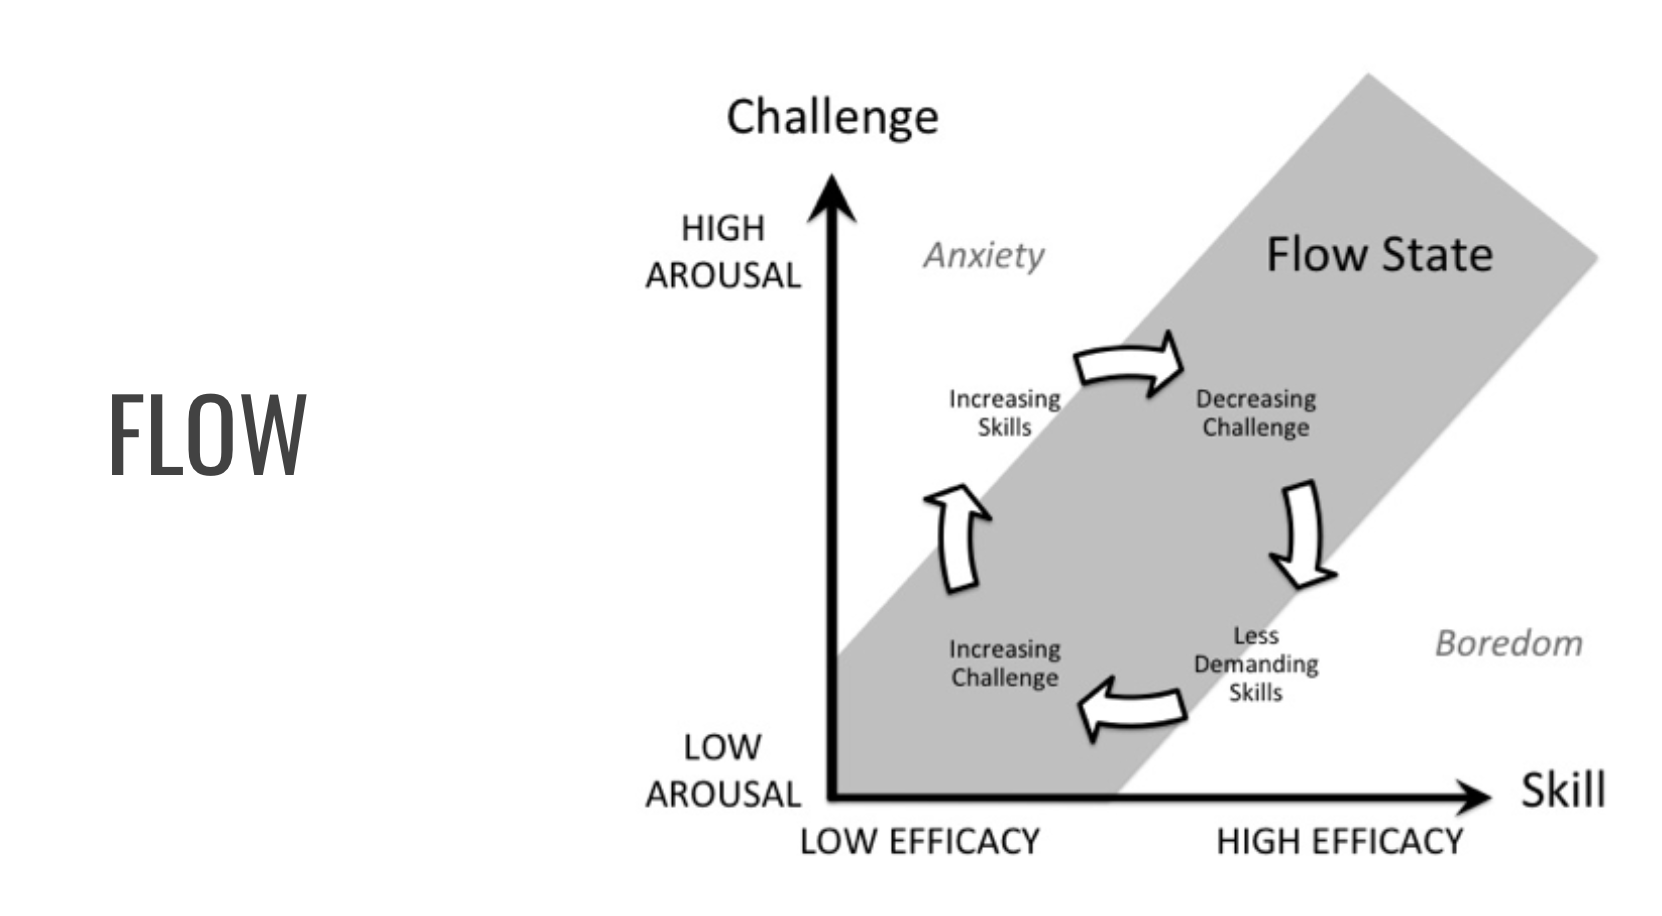 FLOW
Challenge
HIGH
AROUSAL
Anxiety
Flow State
Increasing
Skills
Decreasing
Challenge
Increasing
Challenge
Less
Demanding
Skills
Boredom
LOW
AROUSAL
Skill
LOW EFFICACY
HIGH EFFICACY